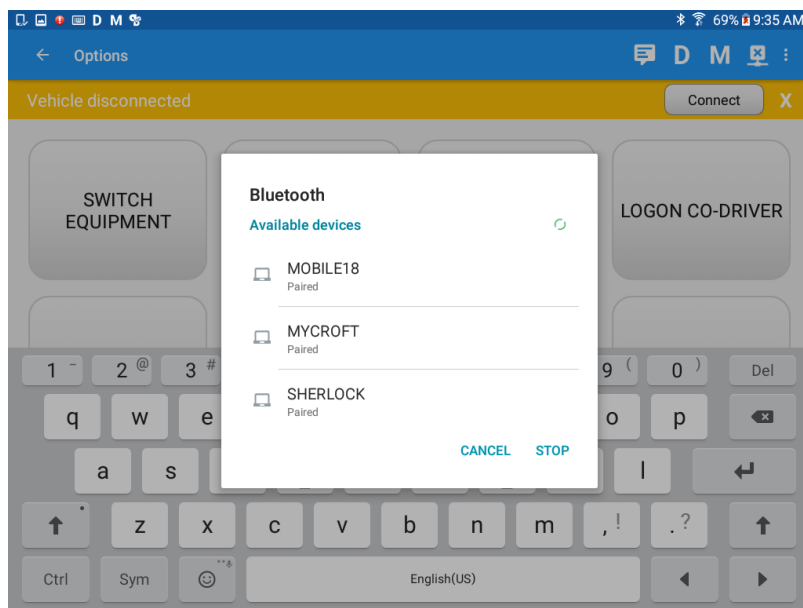 D M 69% 9:35 AM
Options D M
Vehicle disconnected Connect X
SWITCH
EQUIPMENT
LOGON CO-DRIVER
Bluetooth
Available devices
MOBILE18
Paired
MYCROFT
Paired
SHERLOCK
Paired
CANCEL STOP
1 - 2 @ 3 # 9 ( 0 ) Del
q w e o p
a s l
z x c v b n m , ! . ?
Ctrl Sym English(US)